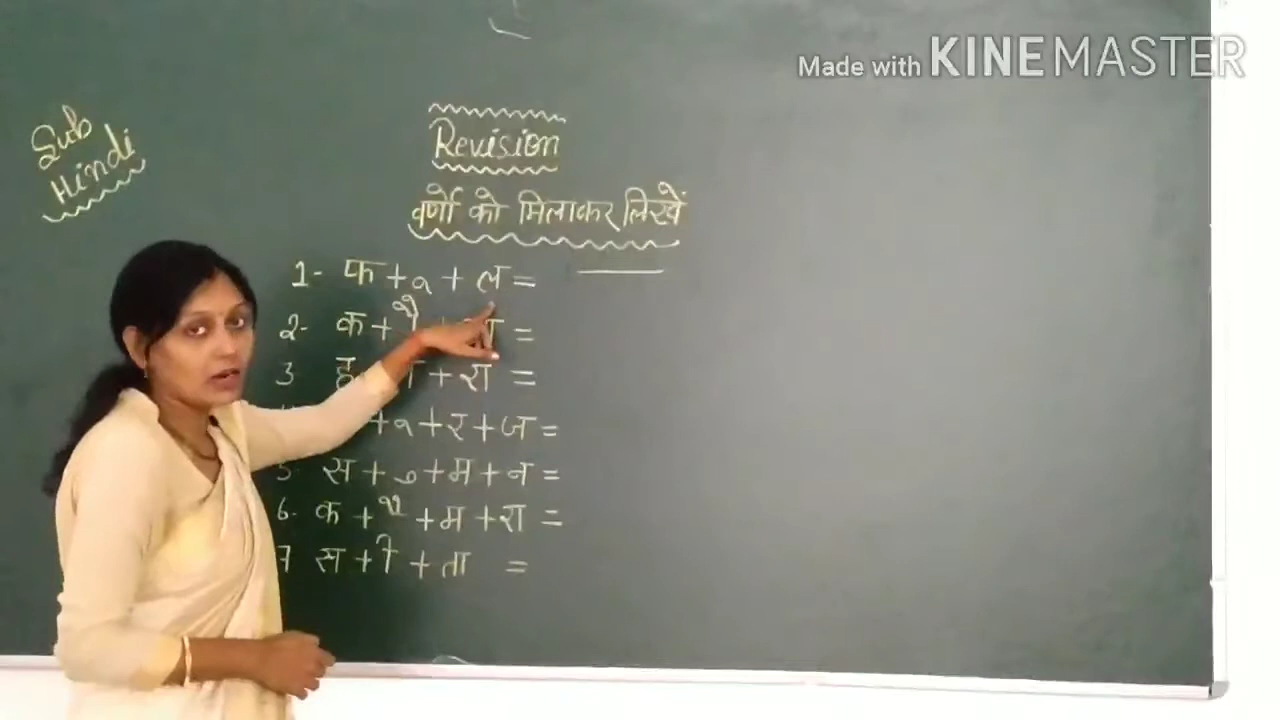 Made with KINEMASTER
Sub
Hindi
Revision
वर्णो को मिलाकर लिखें
1- फ + ु + ल =
2- क + ौ =
3 ह + रा =
+ ु + र + ज =
5- स + ु + म + न =
6- क + ै + म + रा =
7 स + ी + ता =